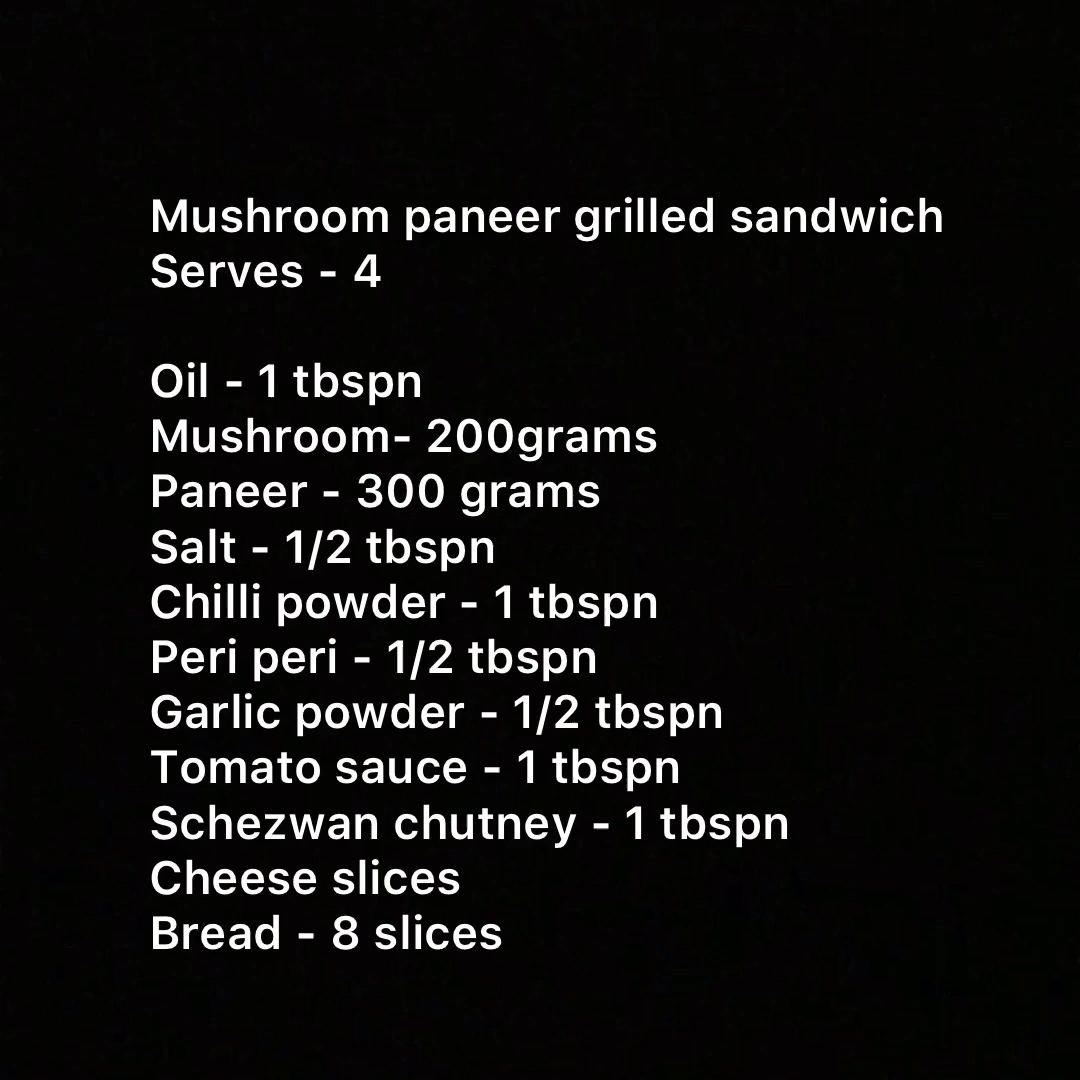 Mushroom paneer grilled sandwich
Serves - 4
Oil - 1 tbspn
Mushroom- 200grams
Paneer - 300 grams
Salt - 1/2 tbspn
Chilli powder - 1 tbspn
Peri peri - 1/2 tbspn
Garlic powder - 1/2 tbspn
Tomato sauce - 1 tbspn
Schezwan chutney - 1 tbspn
Cheese slices
Bread - 8 slices